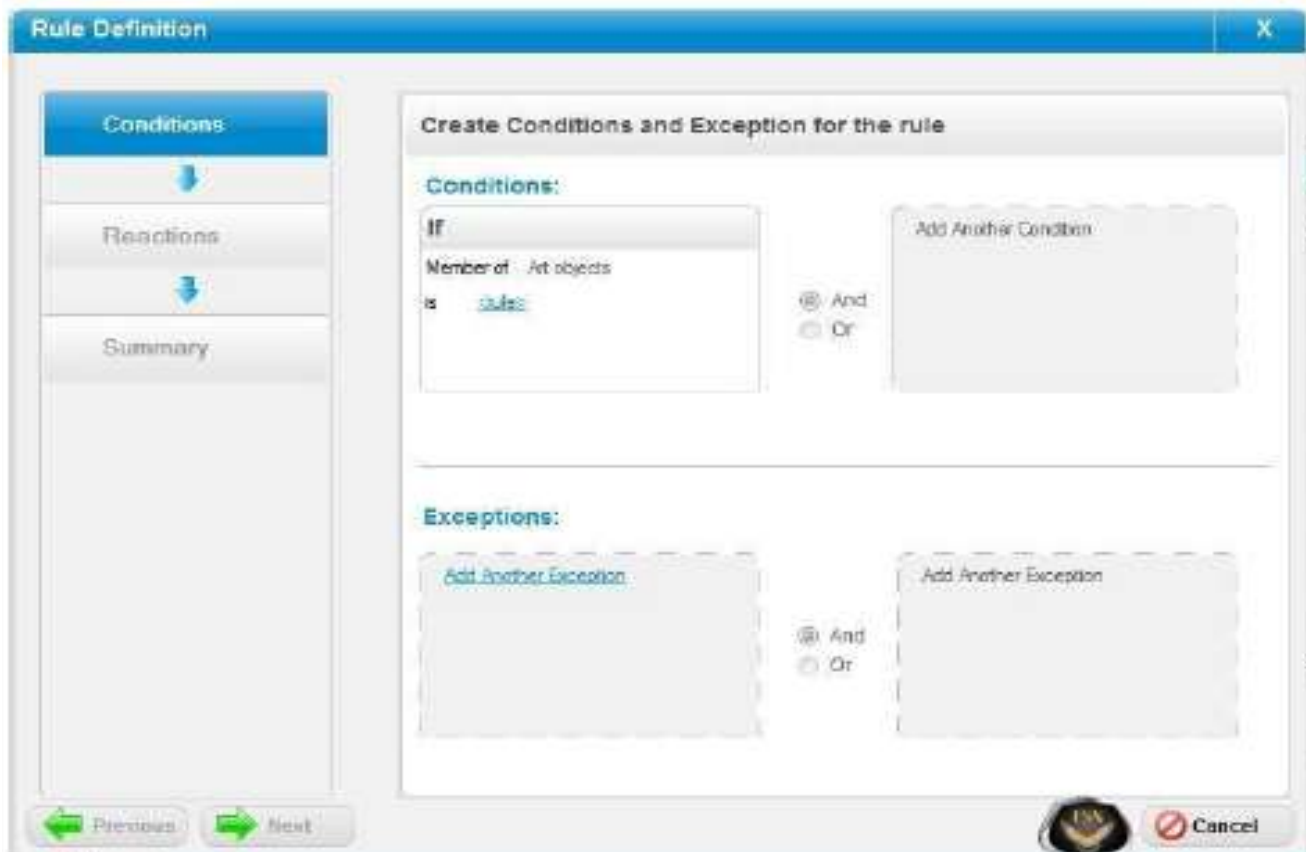 Rule Definition
X
Conditions
Reactions
Summary
Create Conditions and Exception for the rule
Conditions:
If
Member of Art objects
is <rules>
And
Or
Add Another Condition
Exceptions:
Add Another Exception
And
Or
Add Another Exception
Previous
Next
Cancel